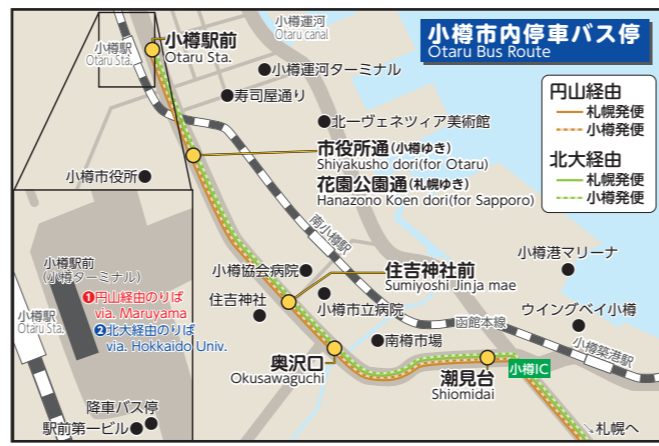 小樽市内停車バス停
Otaru Bus Route
円山経由
札幌発便
小樽発便
北大経由
札幌発便
小樽発便
小樽駅
Otaru Sta.
小樽駅前
Otaru Sta.
小樽運河
Otaru canal
小樽運河ターミナル
寿司屋通り
北一ヴェネツィア美術館
市役所通(小樽ゆき)
Shiyakusho dori(for Otaru)
花園公園通(札幌ゆき)
Hanazono Koen dori(for Sapporo)
小樽市役所
南小樽駅
小樽港マリーナ
小樽協会病院
住吉神社前
Sumiyoshi Jinja mae
住吉神社
小樽市立病院
函館本線
ウイングベイ小樽
南樽市場
小樽築港駅
奥沢口
Okusawaguchi
潮見台
Shiomidai
小樽IC
札幌へ
小樽駅前
(小樽ターミナル)
小樽駅
Otaru Sta.
❶円山経由のりば
via. Maruyama
❷北大経由のりば
via. Hokkaido Univ.
降車バス停
駅前第一ビル